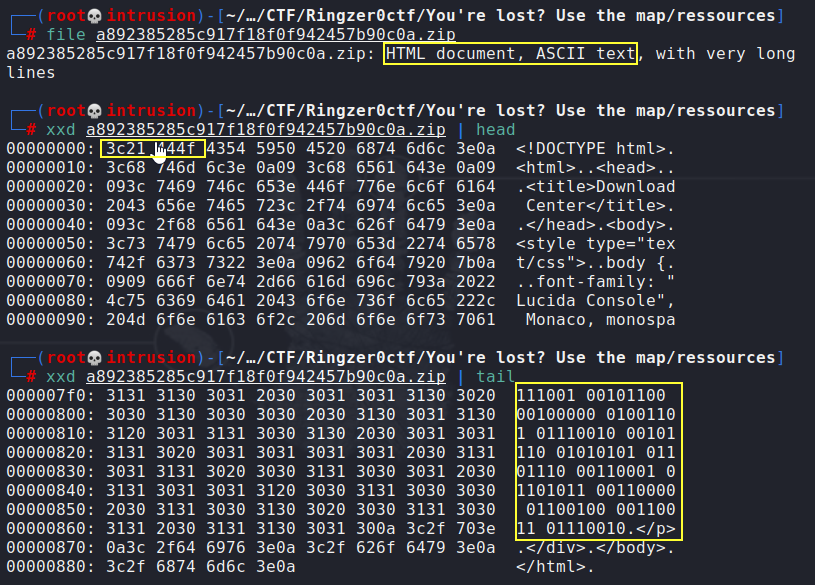 ┌──(root💀intrusion)-[~/…/CTF/Ringzer0ctf/You're lost? Use the map/ressources]
└─# file a892385285c917f18f0f942457b90c0a.zip
a892385285c917f18f0f942457b90c0a.zip: HTML document, ASCII text, with very long
lines
┌──(root💀intrusion)-[~/…/CTF/Ringzer0ctf/You're lost? Use the map/ressources]
└─# xxd a892385285c917f18f0f942457b90c0a.zip | head
00000000: 3c21 444f 4354 5950 4520 6874 6d6c 3e0a  <!DOCTYPE html>.
00000010: 3c68 746d 6c3e 0a09 3c68 6561 643e 0a09  <html>..<head>..
00000020: 093c 7469 746c 653e 446f 776e 6c6f 6164  .<title>Download
00000030: 2043 656e 7465 723c 2f74 6974 6c65 3e0a   Center</title>.
00000040: 093c 2f68 6561 643e 0a3c 626f 6479 3e0a  .</head>.<body>.
00000050: 3c73 7479 6c65 2074 7970 653d 2274 6578  <style type="tex
00000060: 742f 6373 7322 3e0a 0962 6f64 7920 7b0a  t/css">..body {.
00000070: 0909 666f 6e74 2d66 616d 696c 793a 2022  ..font-family: "
00000080: 4c75 6369 6461 2043 6f6e 736f 6c65 222c  Lucida Console",
00000090: 204d 6f6e 6163 6f2c 206d 6f6e 6f73 7061   Monaco, monospa
┌──(root💀intrusion)-[~/…/CTF/Ringzer0ctf/You're lost? Use the map/ressources]
└─# xxd a892385285c917f18f0f942457b90c0a.zip | tail
000007f0: 3131 3130 3031 2030 3031 3031 3130 3020  111001 00101100
00000800: 3030 3130 3030 3030 2030 3130 3031 3130  00100000 0100110
00000810: 3120 3031 3131 3030 3130 2030 3031 3031  1 01110010 00101
00000820: 3131 3020 3031 3031 3031 3031 2030 3131  110 01010101 011
00000830: 3031 3131 3020 3030 3131 3030 3031 2030  01110 00110001 0
00000840: 3131 3031 3031 3120 3030 3131 3030 3030  1101011 00110000
00000850: 2030 3131 3030 3130 3020 3030 3131 3030   01100100 001100
00000860: 3131 2030 3131 3130 3031 300a 3c2f 703e  11 01110010.</p>
00000870: 0a3c 2f64 6976 3e0a 3c2f 626f 6479 3e0a  .</div>.</body>.
00000880: 3c2f 6874 6d6c 3e0a                      </html>.